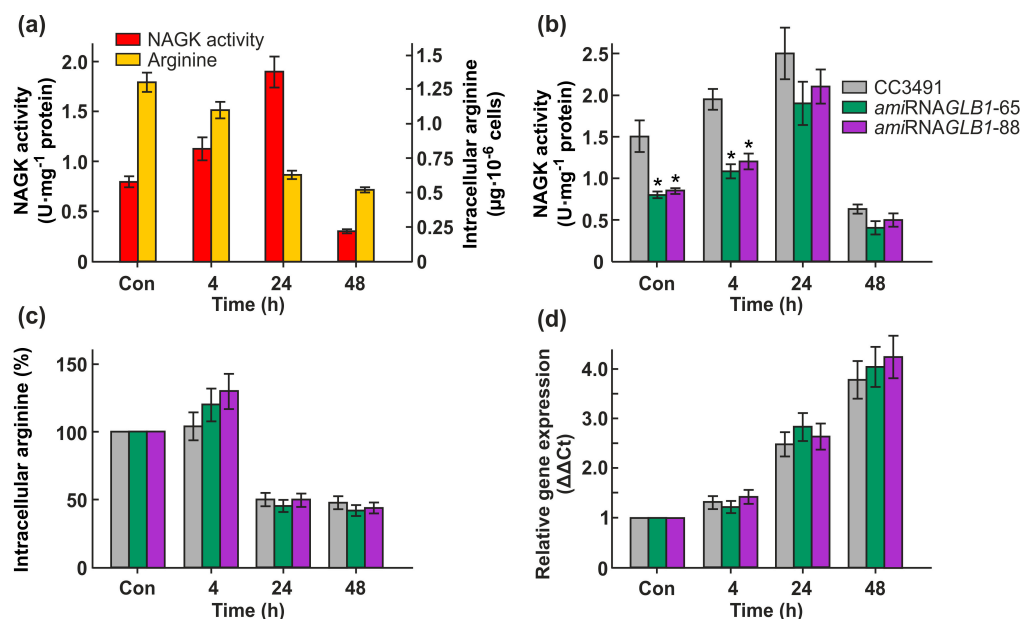 (a)
NAGK activity
Arginine
NAGK activity
(U·mg⁻¹ protein)
2.0
1.5
1.0
0.5
0
Intracellular arginine
(µg·10⁻⁶ cells)
1.5
1.25
1.0
0.75
0.5
0.25
0
Con 4 24 48
Time (h)
(b)
CC3491
amiRNAGLB1-65
amiRNAGLB1-88
NAGK activity
(U·mg⁻¹ protein)
2.5
2.0
1.5
1.0
0.5
0
* * * *
Con 4 24 48
Time (h)
(c)
Intracellular arginine (%)
150
100
50
0
Con 4 24 48
Time (h)
(d)
Relative gene expression
(ΔΔCt)
4.0
3.0
2.0
1
0
Con 4 24 48
Time (h)